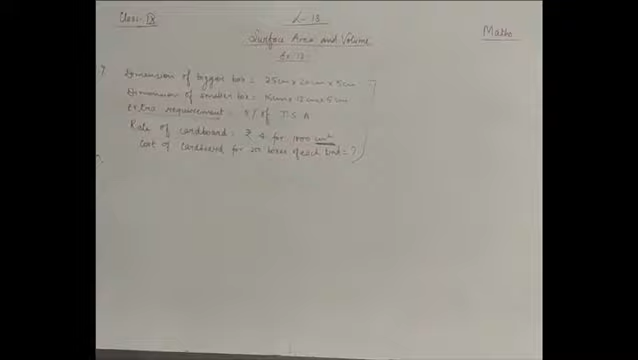 Class-IX
L-13
Maths
Surface Area and Volume
Ex-13.1
Dimension of bigger box = 25cm x 20cm x 5cm
Dimension of smaller box = 15cm x 12cm x 5cm
Extra requirement = 5% of T.S.A
Rate of cardboard = ₹ 4 for 1000 cm²
Cost of cardboard for 250 boxes of each kind = ?